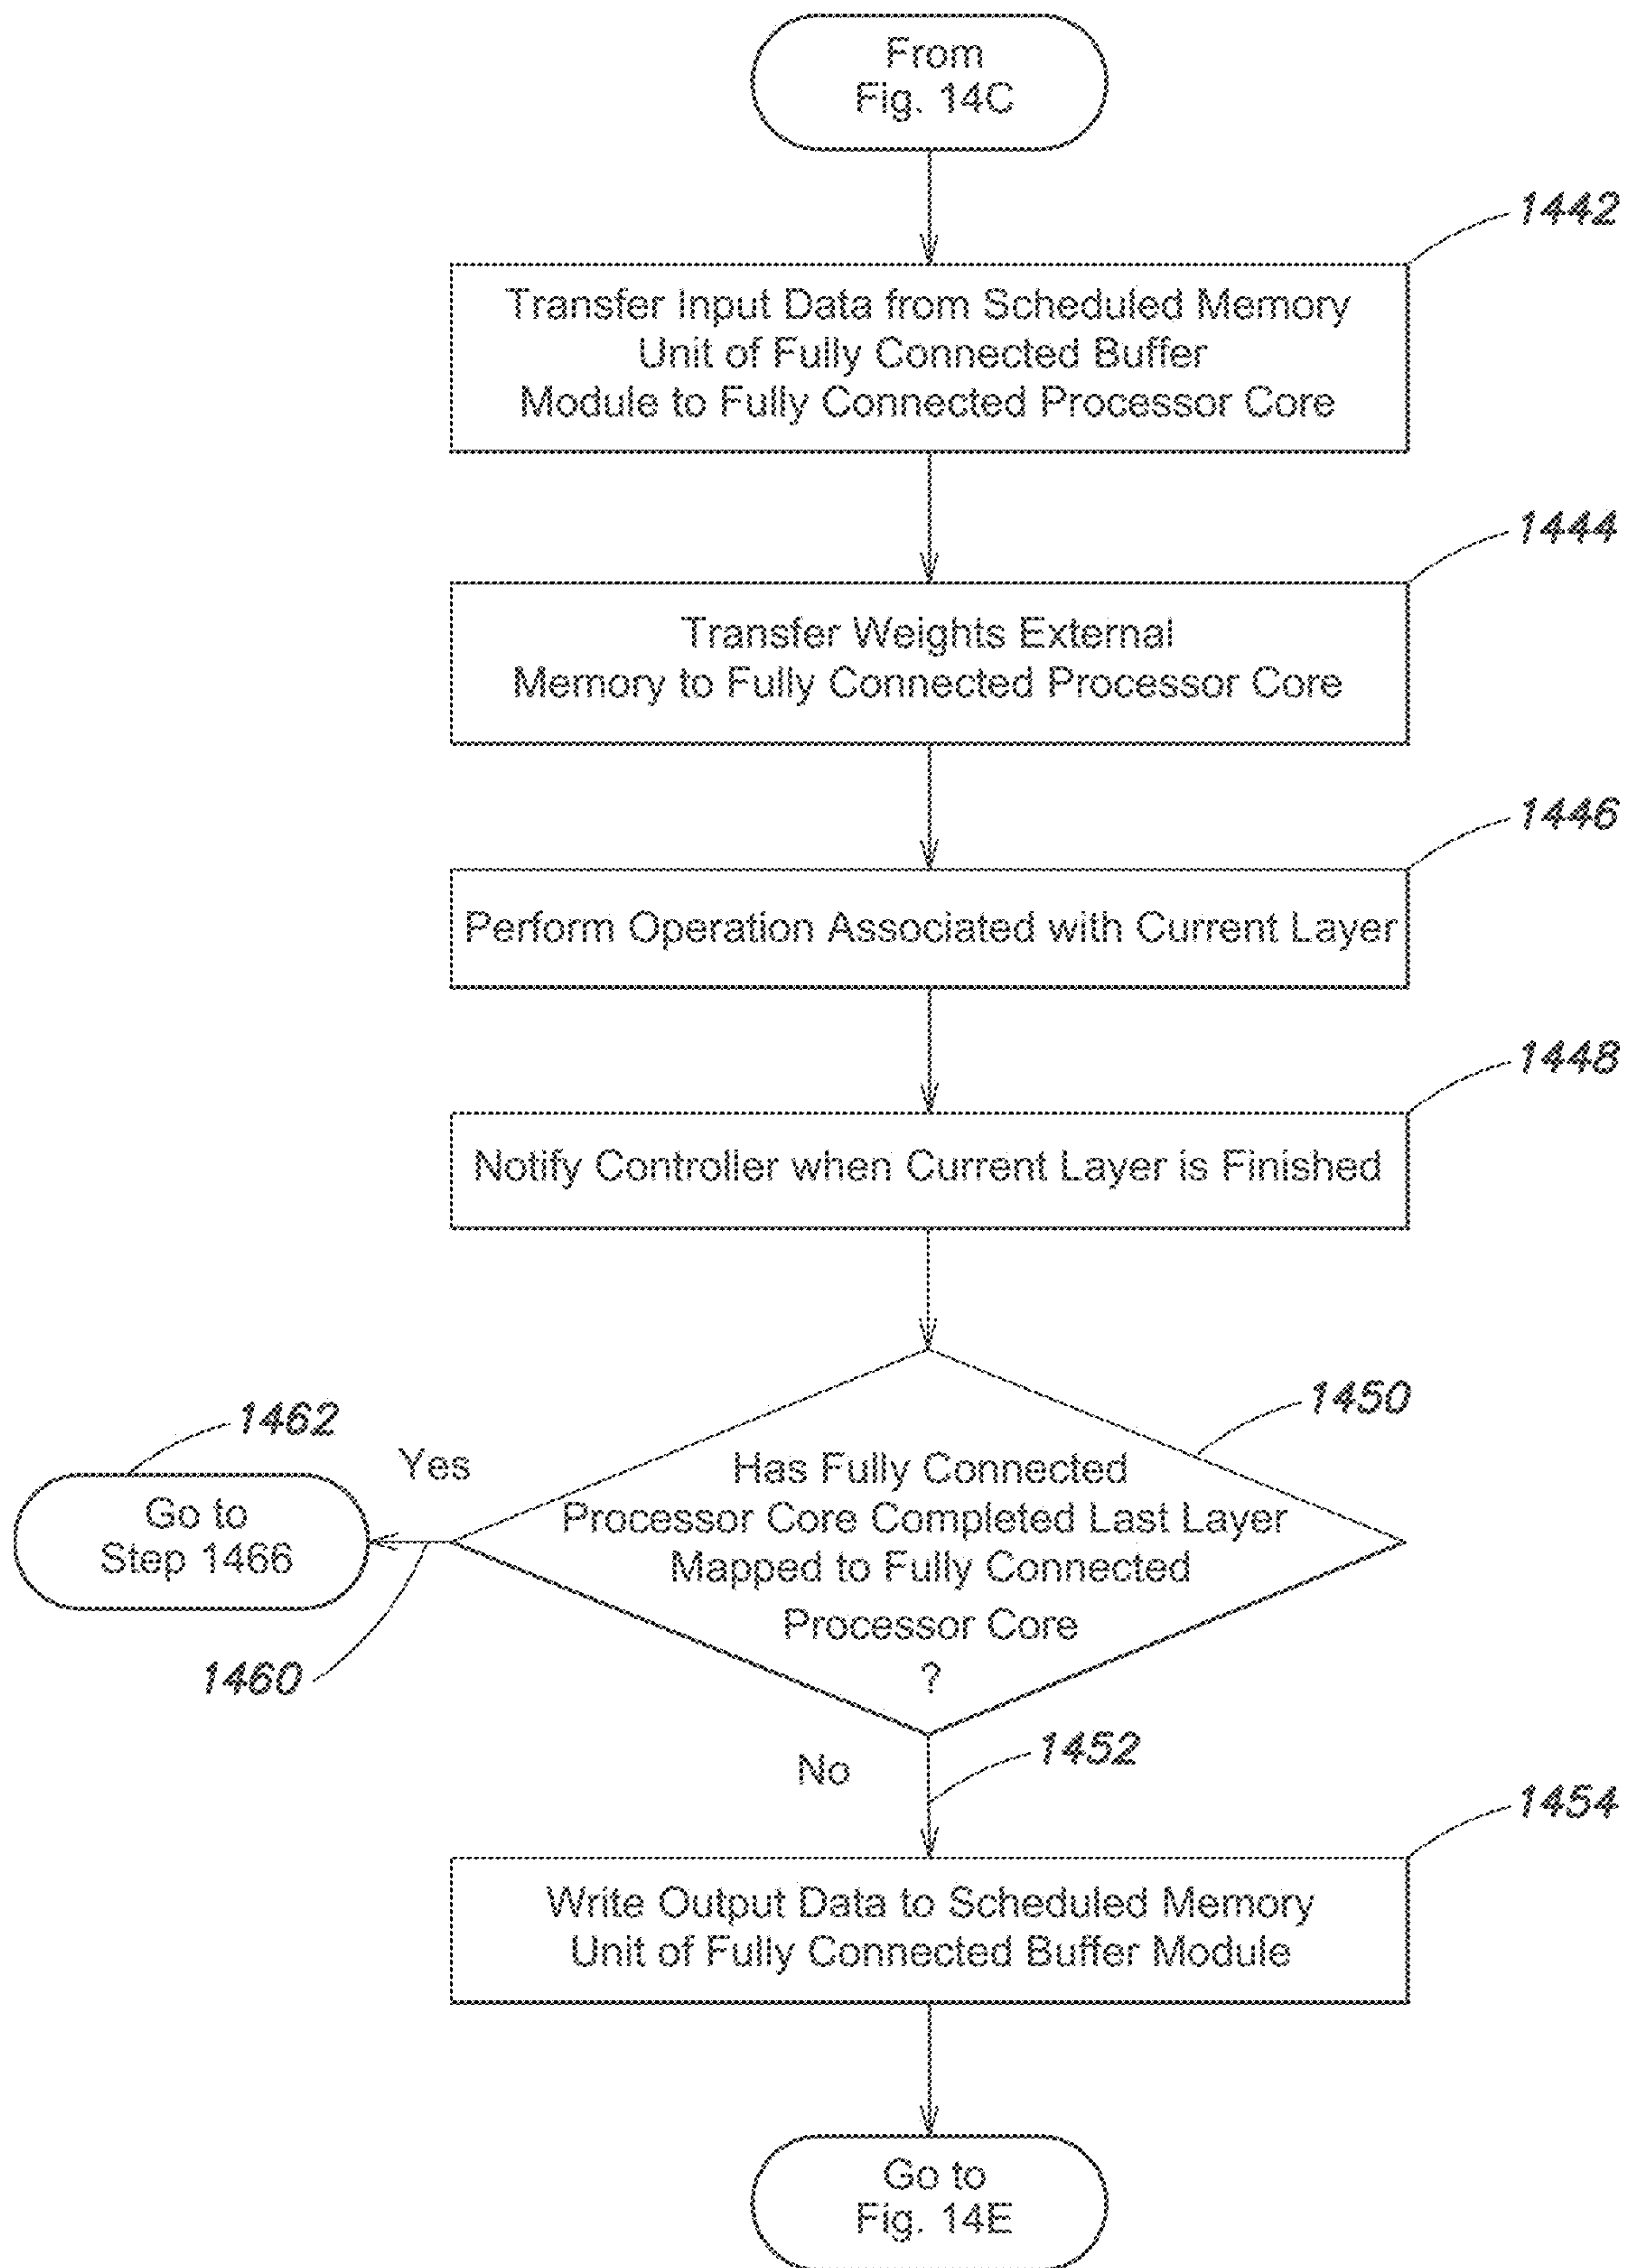 From
Fig. 14C
1442
Transfer Input Data from Scheduled Memory
Unit of Fully Connected Buffer
Module to Fully Connected Processor Core
1444
Transfer Weights External
Memory to Fully Connected Processor Core
1446
Perform Operation Associated with Current Layer
1448
Notify Controller when Current Layer is Finished
1450
Has Fully Connected
Processor Core Completed Last Layer
Mapped to Fully Connected
Processor Core
?
Yes
1462
Go to
Step 1466
1460
No
1452
1454
Write Output Data to Scheduled Memory
Unit of Fully Connected Buffer Module
Go to
Fig. 14E